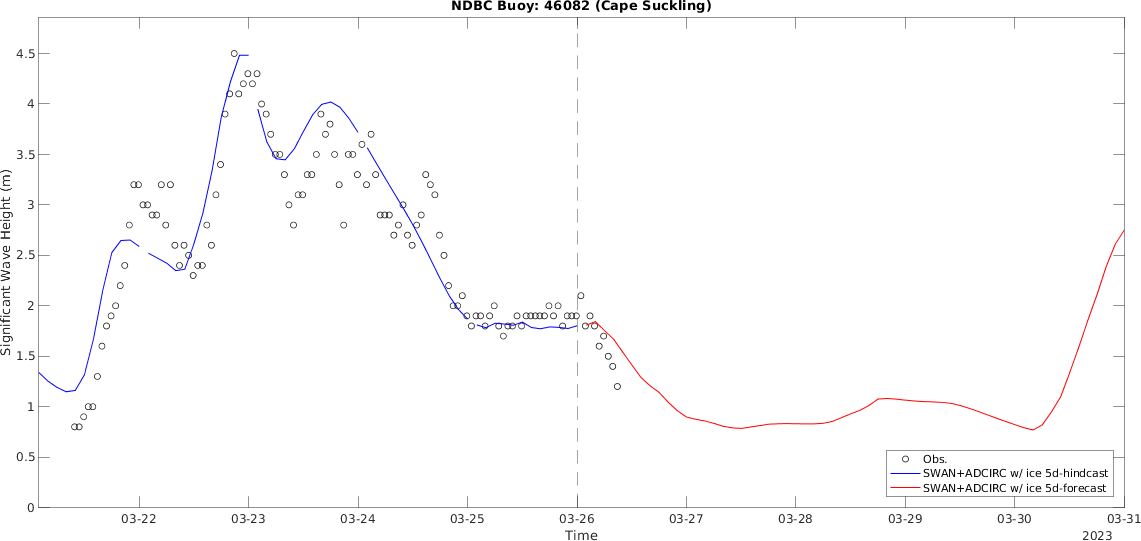 NDBC Buoy: 46082 (Cape Suckling)
Significant Wave Height (m)
4.5
4
3.5
3
2.5
2
1.5
1
0.5
0
Obs.
SWAN+ADCIRC w/ ice 5d-hindcast
SWAN+ADCIRC w/ ice 5d-forecast
03-22 03-23 03-24 03-25 03-26 03-27 03-28 03-29 03-30 03-31
Time
2023